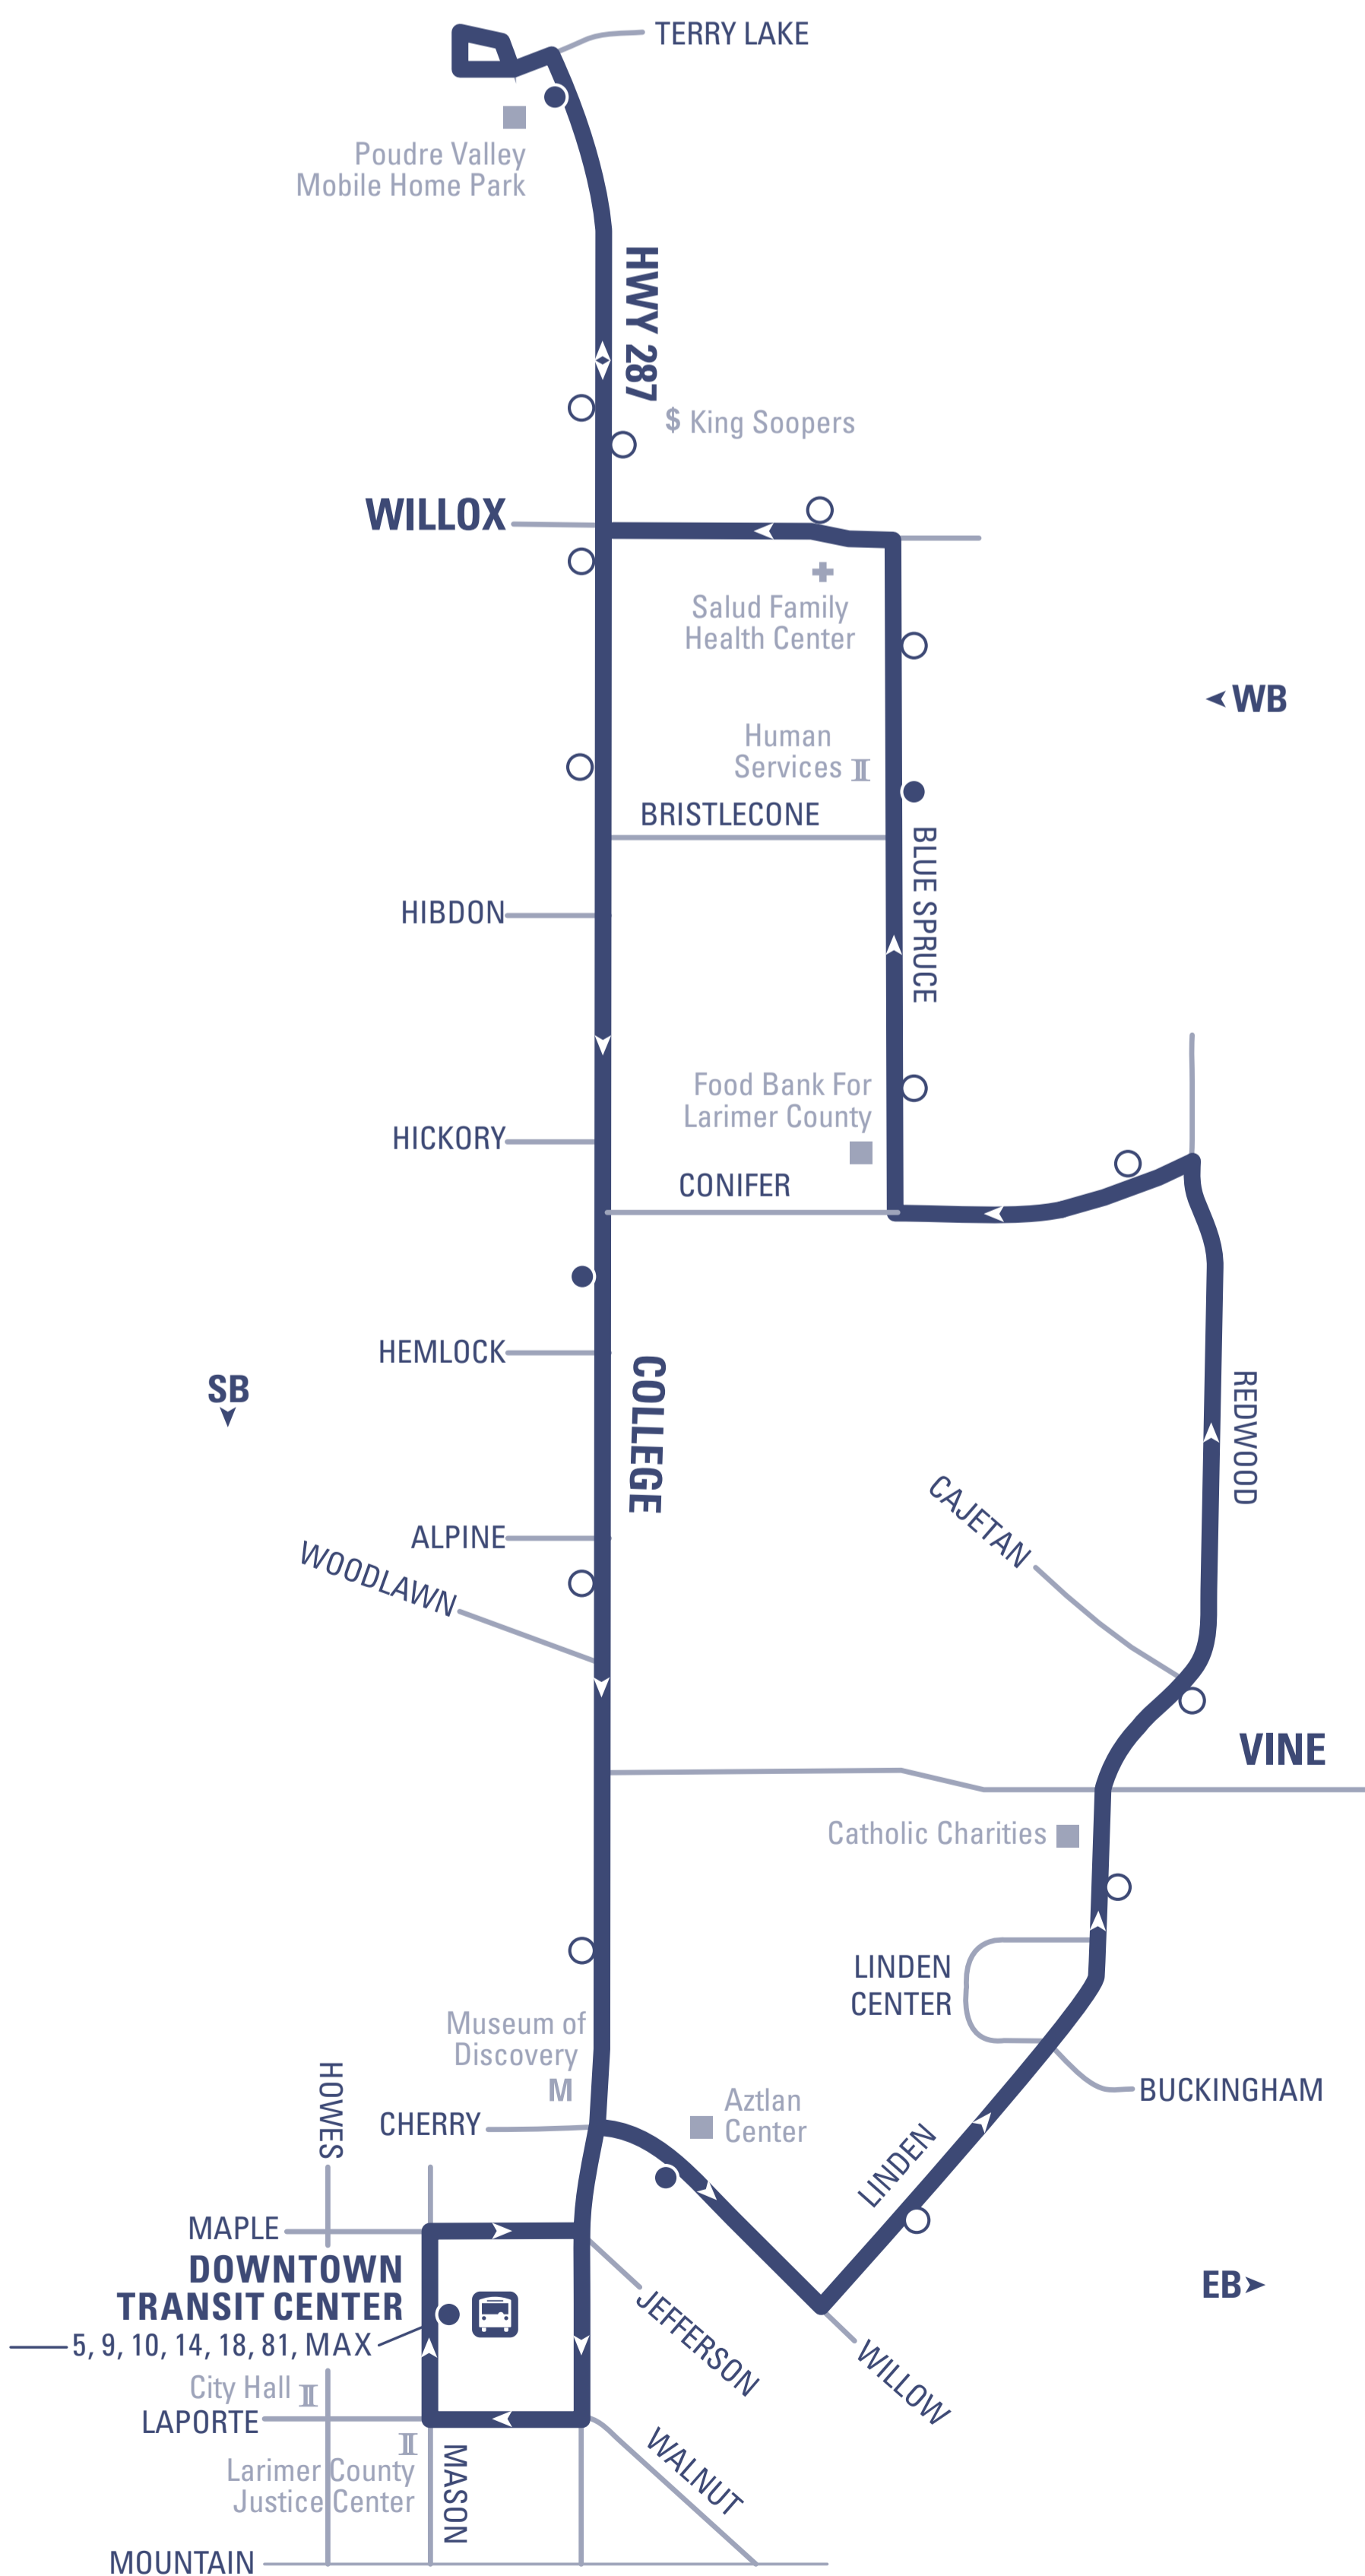 TERRY LAKE
Poudre Valley
Mobile Home Park
HWY 287
$ King Soopers
WILLOX
Salud Family
Health Center
WB
Human
Services
BRISTLECONE
BLUE SPRUCE
HIBDON
Food Bank For
Larimer County
HICKORY
CONIFER
HEMLOCK
COLLEGE
SB
REDWOOD
CAJETAN
ALPINE
WOODLAWN
VINE
Catholic Charities
LINDEN
CENTER
Museum of
Discovery
M
HOWES
BUCKINGHAM
Aztlan
Center
CHERRY
LINDEN
MAPLE
DOWNTOWN
TRANSIT CENTER
5, 9, 10, 14, 18, 81, MAX
EB
JEFFERSON
WILLOW
City Hall
LAPORTE
Larimer County
Justice Center
MASON
WALNUT
MOUNTAIN